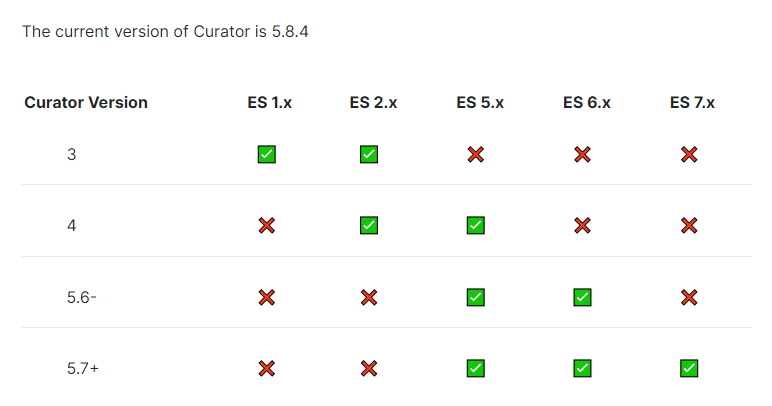 The current version of Curator is 5.8.4
Curator Version ES 1.x ES 2.x ES 5.x ES 6.x ES 7.x
3 ✅ ✅ ❌ ❌ ❌
4 ❌ ✅ ✅ ❌ ❌
5.6- ❌ ❌ ✅ ✅ ❌
5.7+ ❌ ❌ ✅ ✅ ✅